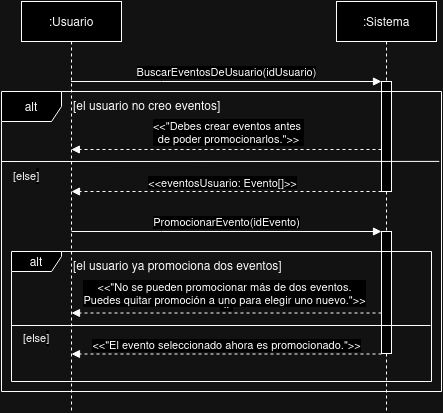 :Usuario
:Sistema
BuscarEventosDeUsuario(idUsuario)
alt
[el usuario no creo eventos]
<<"Debes crear eventos antes
de poder promocionarlos.">>
[else]
<<eventosUsuario: Evento[]>>
PromocionarEvento(idEvento)
alt
[el usuario ya promociona dos eventos]
<<"No se pueden promocionar más de dos eventos.
Puedes quitar promoción a uno para elegir uno nuevo.">>
[else]
<<"El evento seleccionado ahora es promocionado.">>